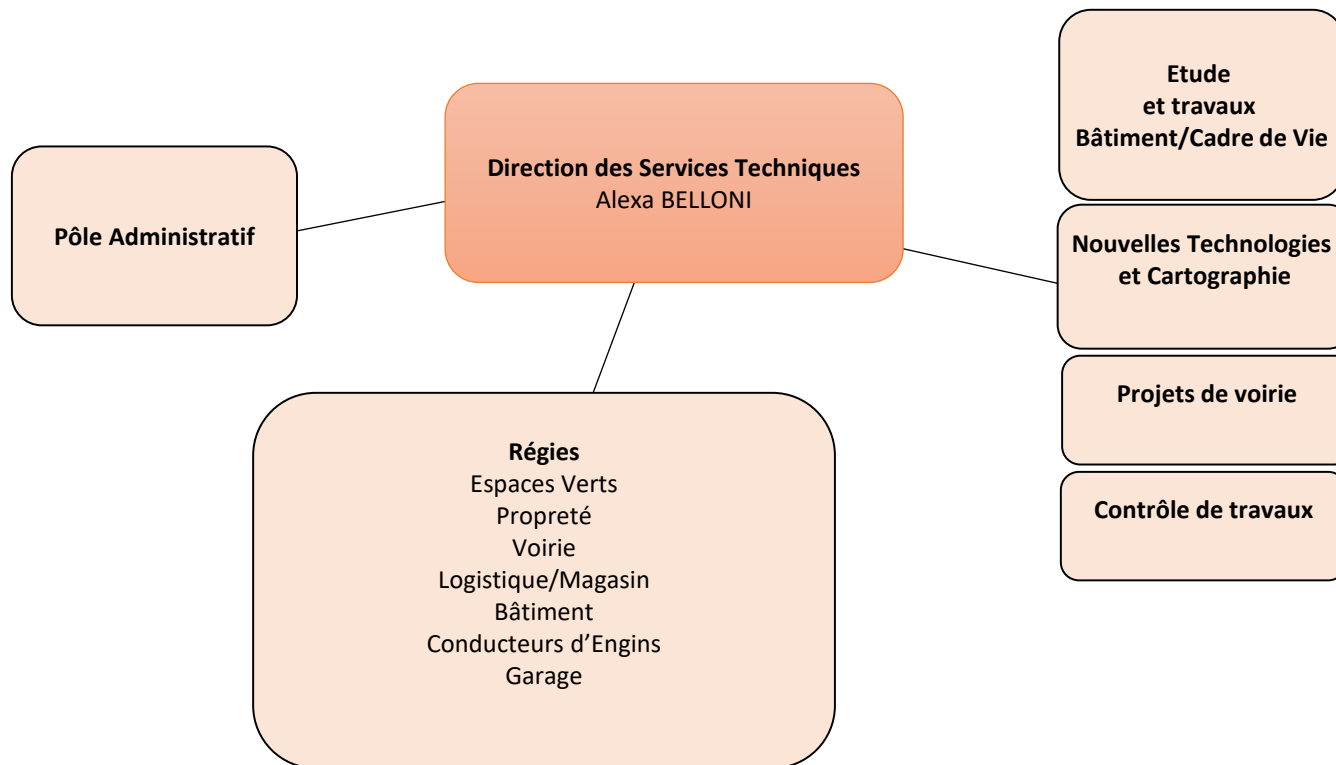 Direction des Services Techniques
Alexa BELLONI
Pôle Administratif
Régies
Espaces Verts
Propreté
Voirie
Logistique/Magasin
Bâtiment
Conducteurs d’Engins
Garage
Etude
et travaux
Bâtiment/Cadre de Vie
Nouvelles Technologies
et Cartographie
Projets de voirie
Contrôle de travaux